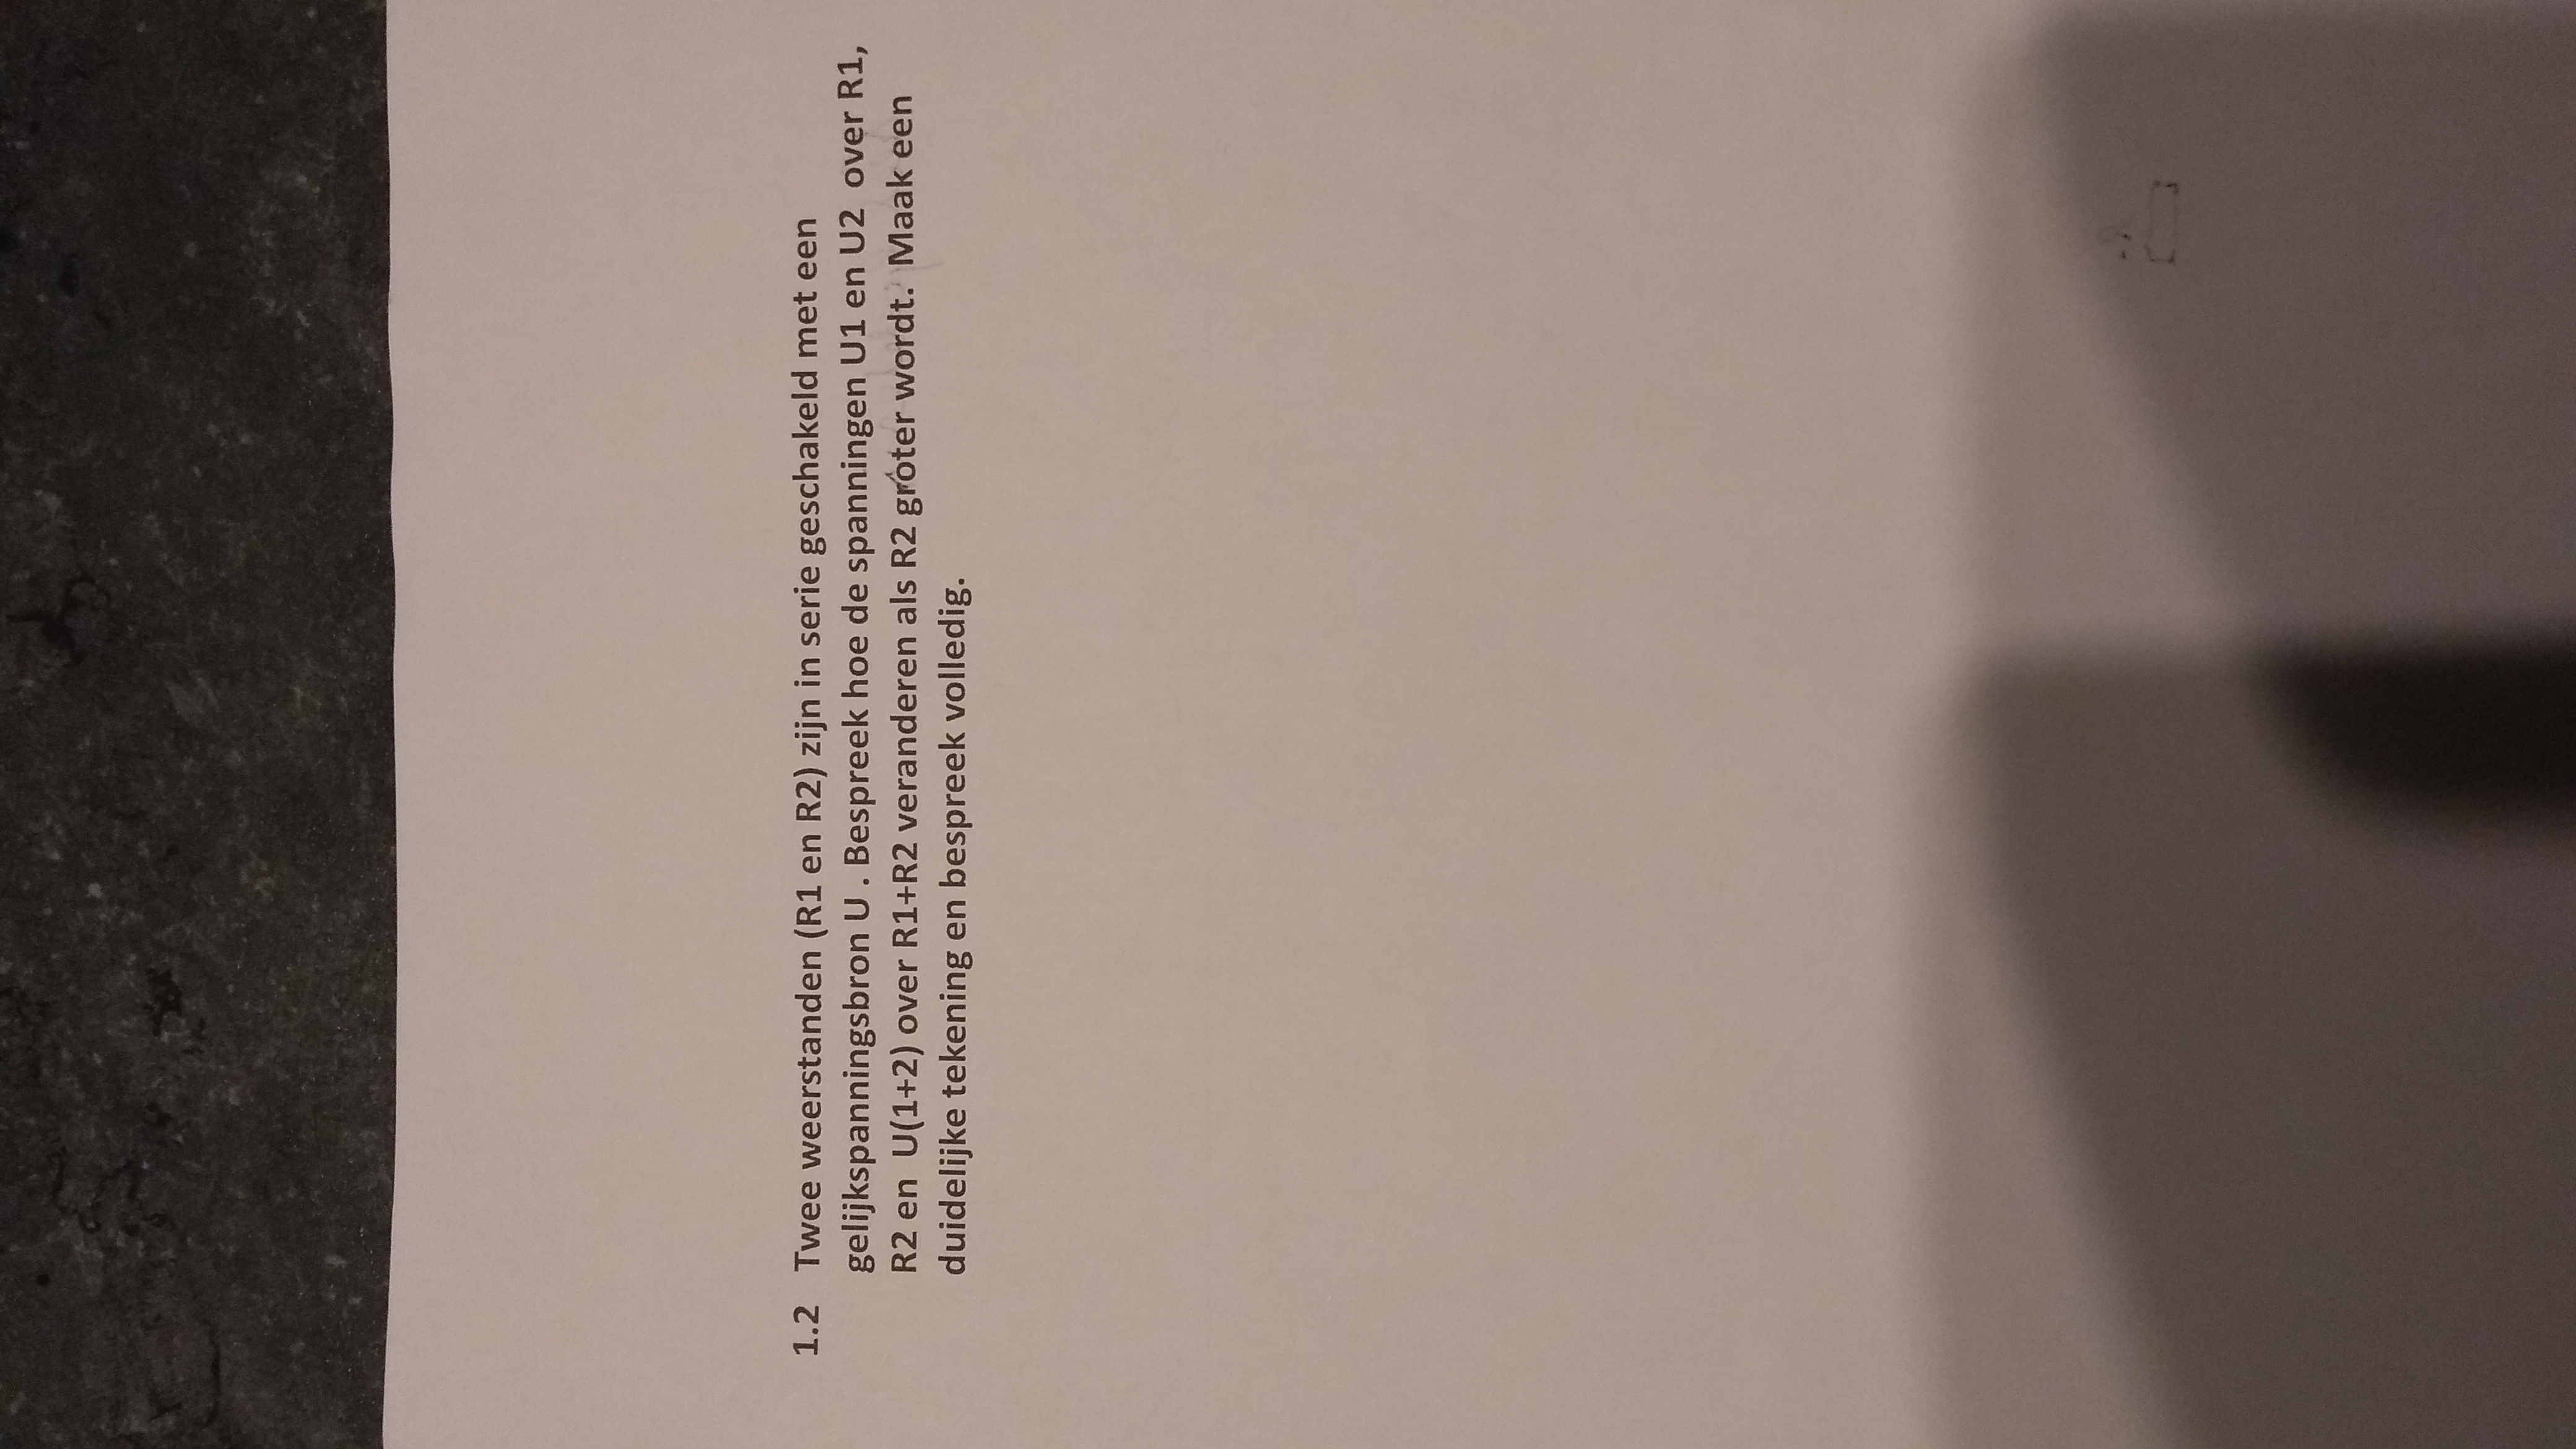 1.2 Twee weerstanden (R1 en R2) zijn in serie geschakeld met een
gelijkspanningsbron U . Bespreek hoe de spanningen U1 en U2 over R1,
R2 en U(1+2) over R1+R2 veranderen als R2 groter wordt. Maak een
duidelijke tekening en bespreek volledig.